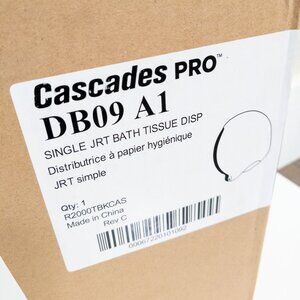 Cascades PRO™
DB09 A1
SINGLE JRT BATH TISSUE DISP
Distributrice à papier hygiénique
JRT simple
Qty: 1
R2000TBKCAS
Made in China
Rev C